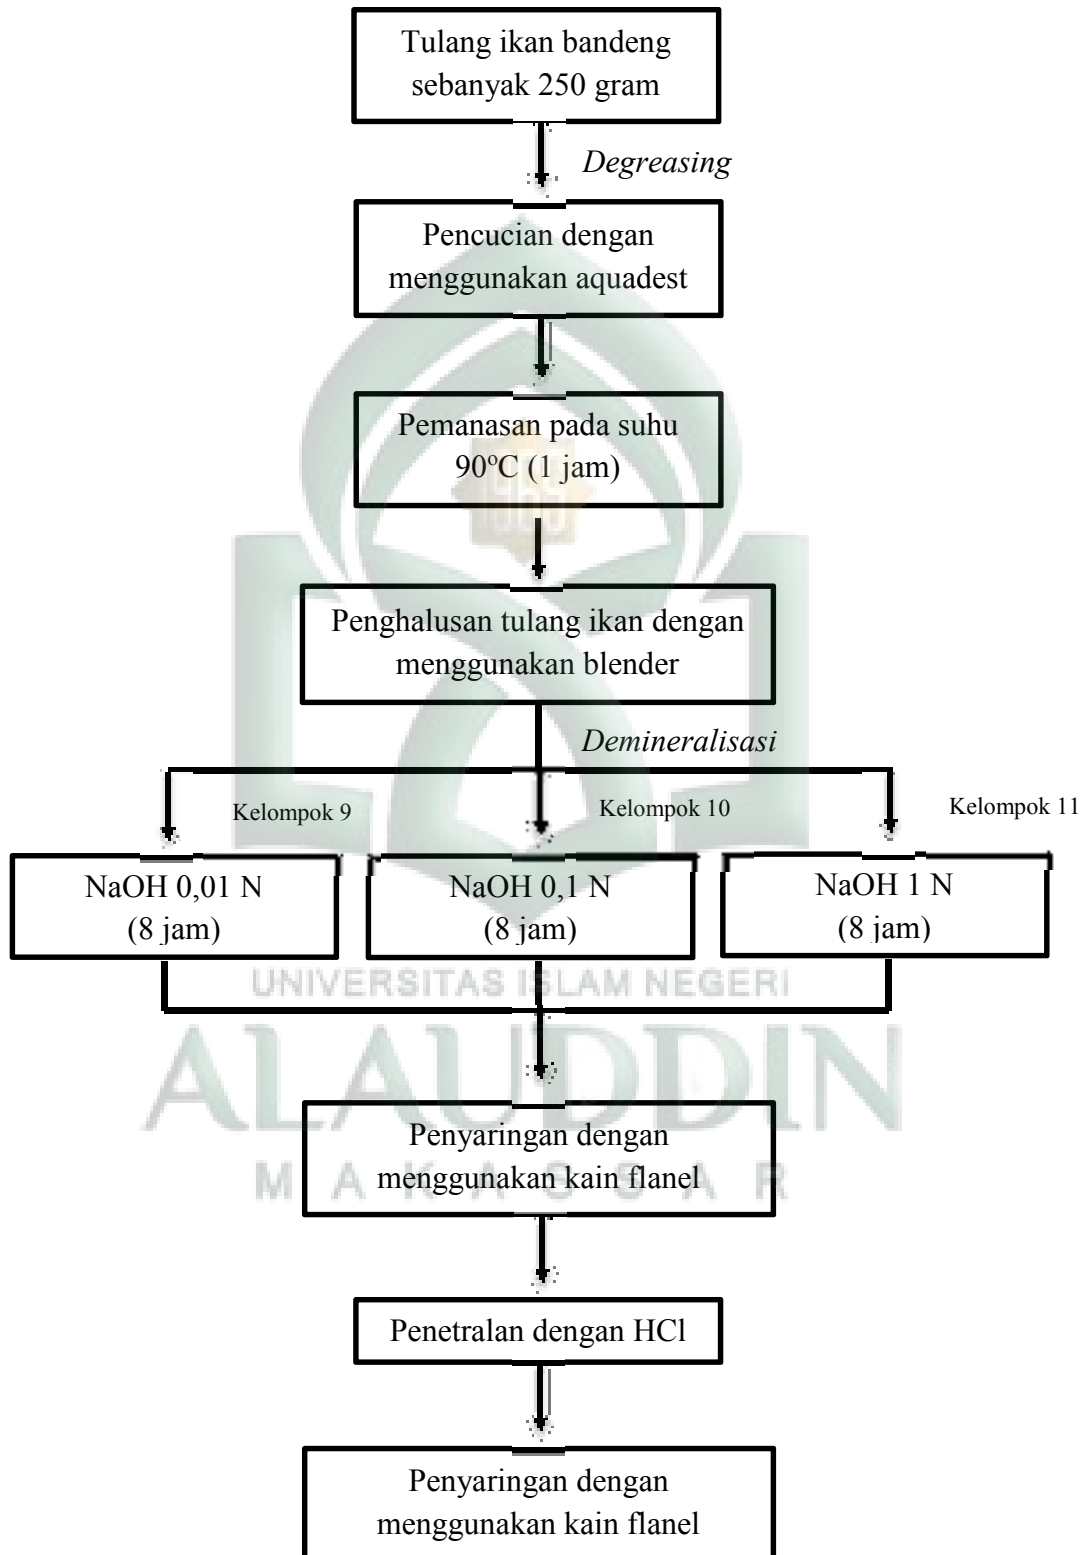 Tulang ikan bandeng
sebanyak 250 gram
Degreasing
Pencucian dengan
menggunakan aquadest
Pemanasan pada suhu
90ºC (1 jam)
Penghalusan tulang ikan dengan
menggunakan blender
Demineralisasi
Kelompok 9
Kelompok 10
Kelompok 11
NaOH 0,01 N
(8 jam)
NaOH 0,1 N
(8 jam)
NaOH 1 N
(8 jam)
UNIVERSITAS ISLAM NEGERI
ALAUDDIN
MAKASSAR
Penyaringan dengan
menggunakan kain flanel
Penetralan dengan HCl
Penyaringan dengan
menggunakan kain flanel